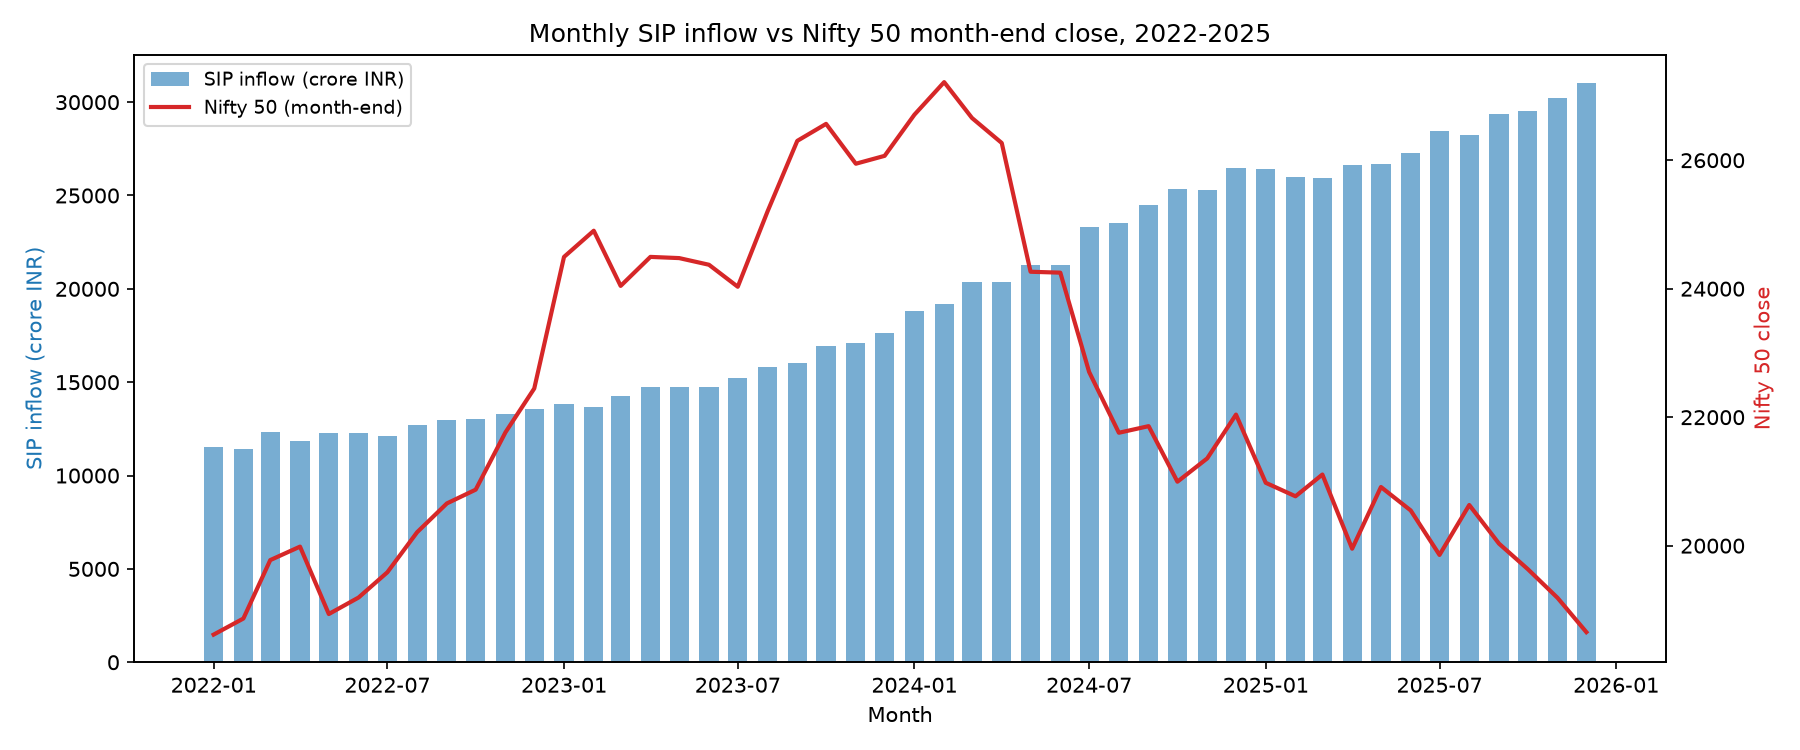 Monthly SIP inflow vs Nifty 50 month-end close, 2022-2025
SIP inflow (crore INR)
Nifty 50 (month-end)
30000
25000
20000
15000
10000
5000
0
SIP inflow (crore INR)
26000
24000
22000
20000
Nifty 50 close
2022-01 2022-07 2023-01 2023-07 2024-01 2024-07 2025-01 2025-07 2026-01
Month